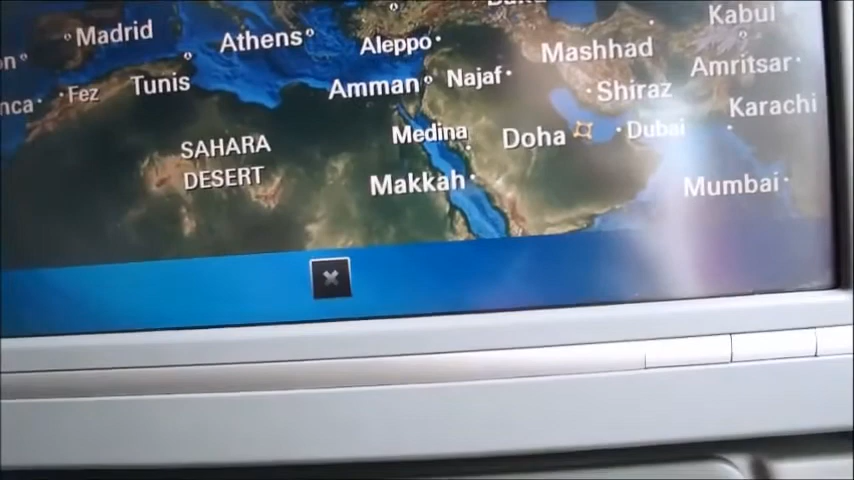 Kabul
Madrid
Athens
Aleppo
Mashhad
Amritsar
Tunis
Fez
Amman
Najaf
Shiraz
Karachi
Medina
Doha
Dubai
SAHARA
DESERT
Makkah
Mumbai